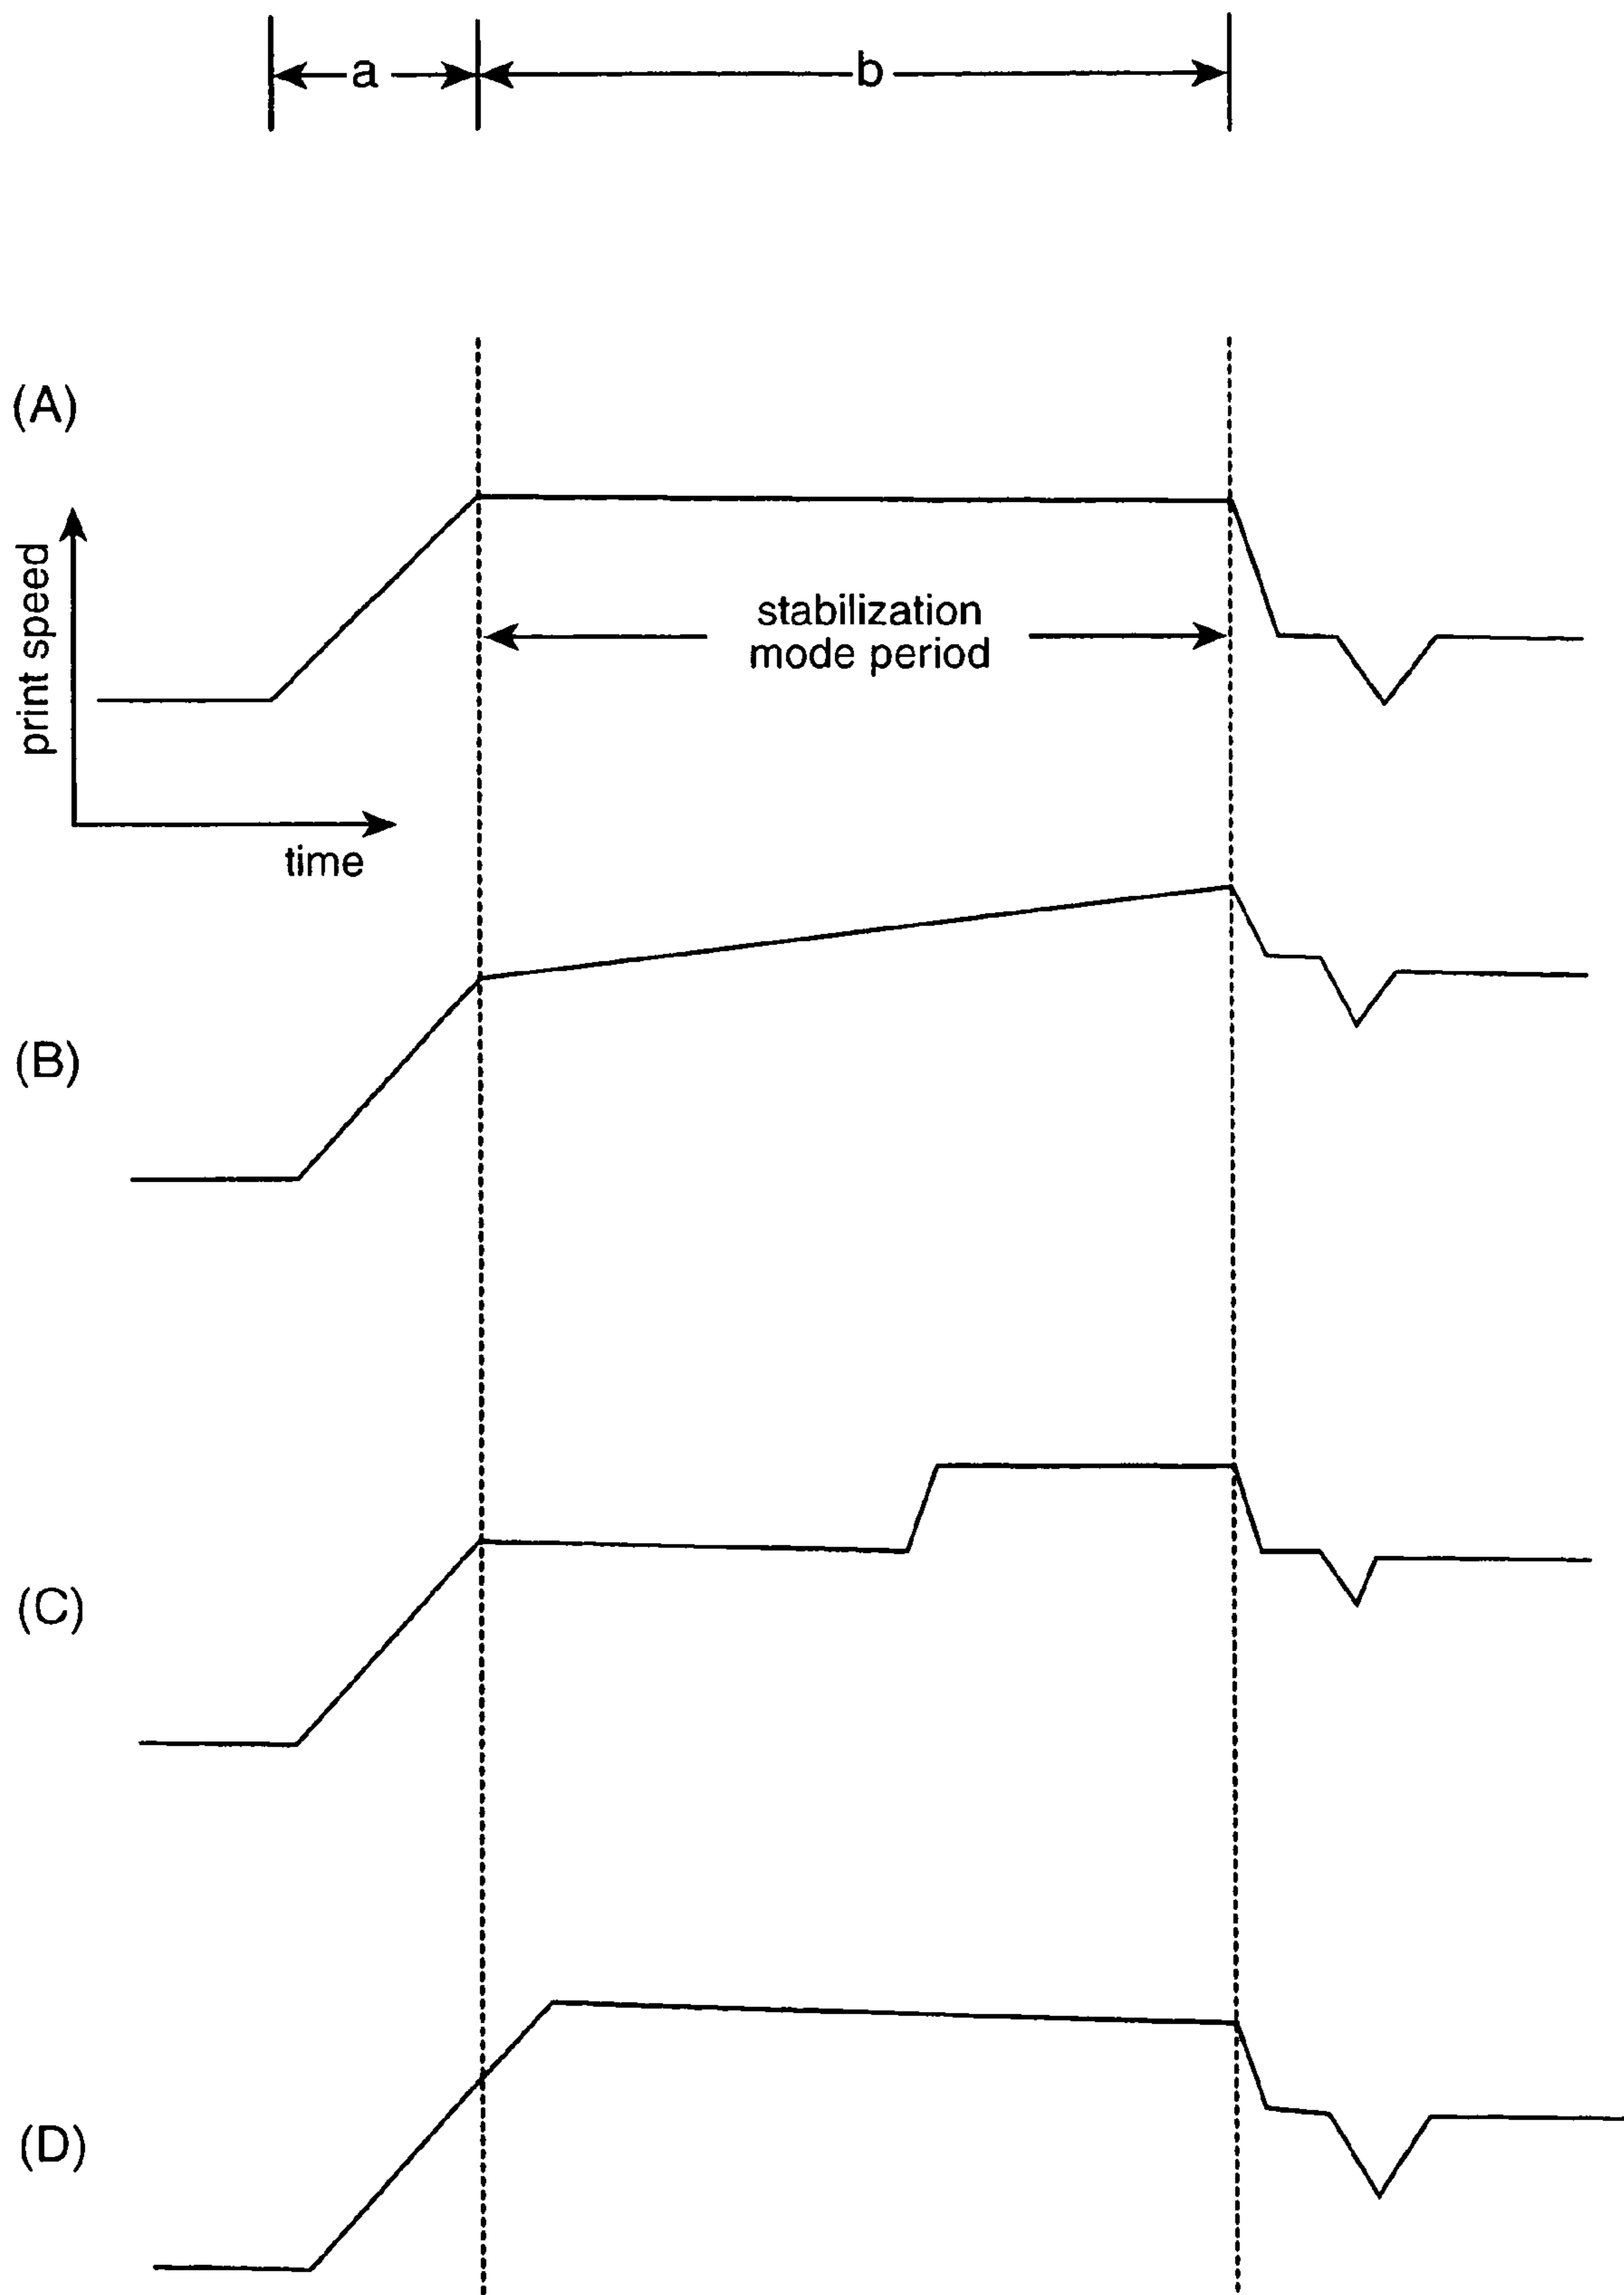 a
b
(A)
print speed
stabilization
mode period
time
(B)
(C)
(D)